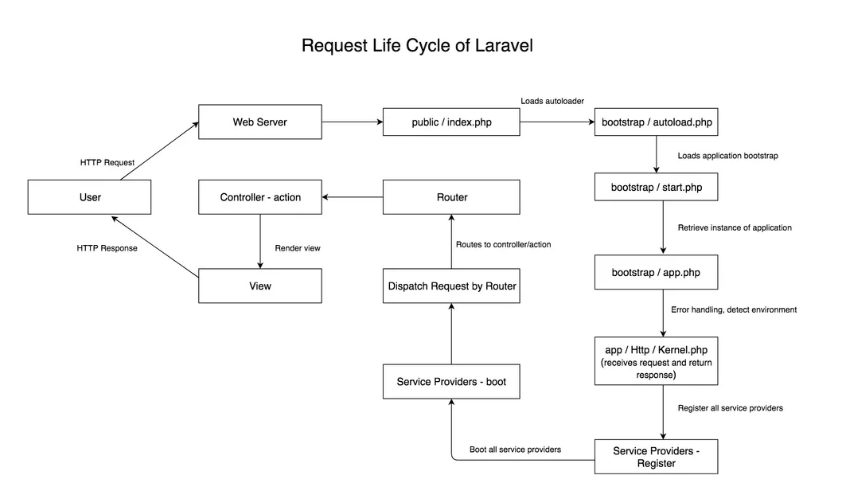 Request Life Cycle of Laravel
Loads autoloader
Web Server
public / index.php
bootstrap / autoload.php
HTTP Request
Loads application bootstrap
User
Controller - action
Router
bootstrap / start.php
HTTP Response
Render view
Routes to controller/action
Retrieve instance of application
View
Dispatch Request by Router
bootstrap / app.php
Error handling, detect environment
app / Http / Kernel.php
(receives request and return
response)
Service Providers - boot
Register all service providers
Boot all service providers
Service Providers -
Register